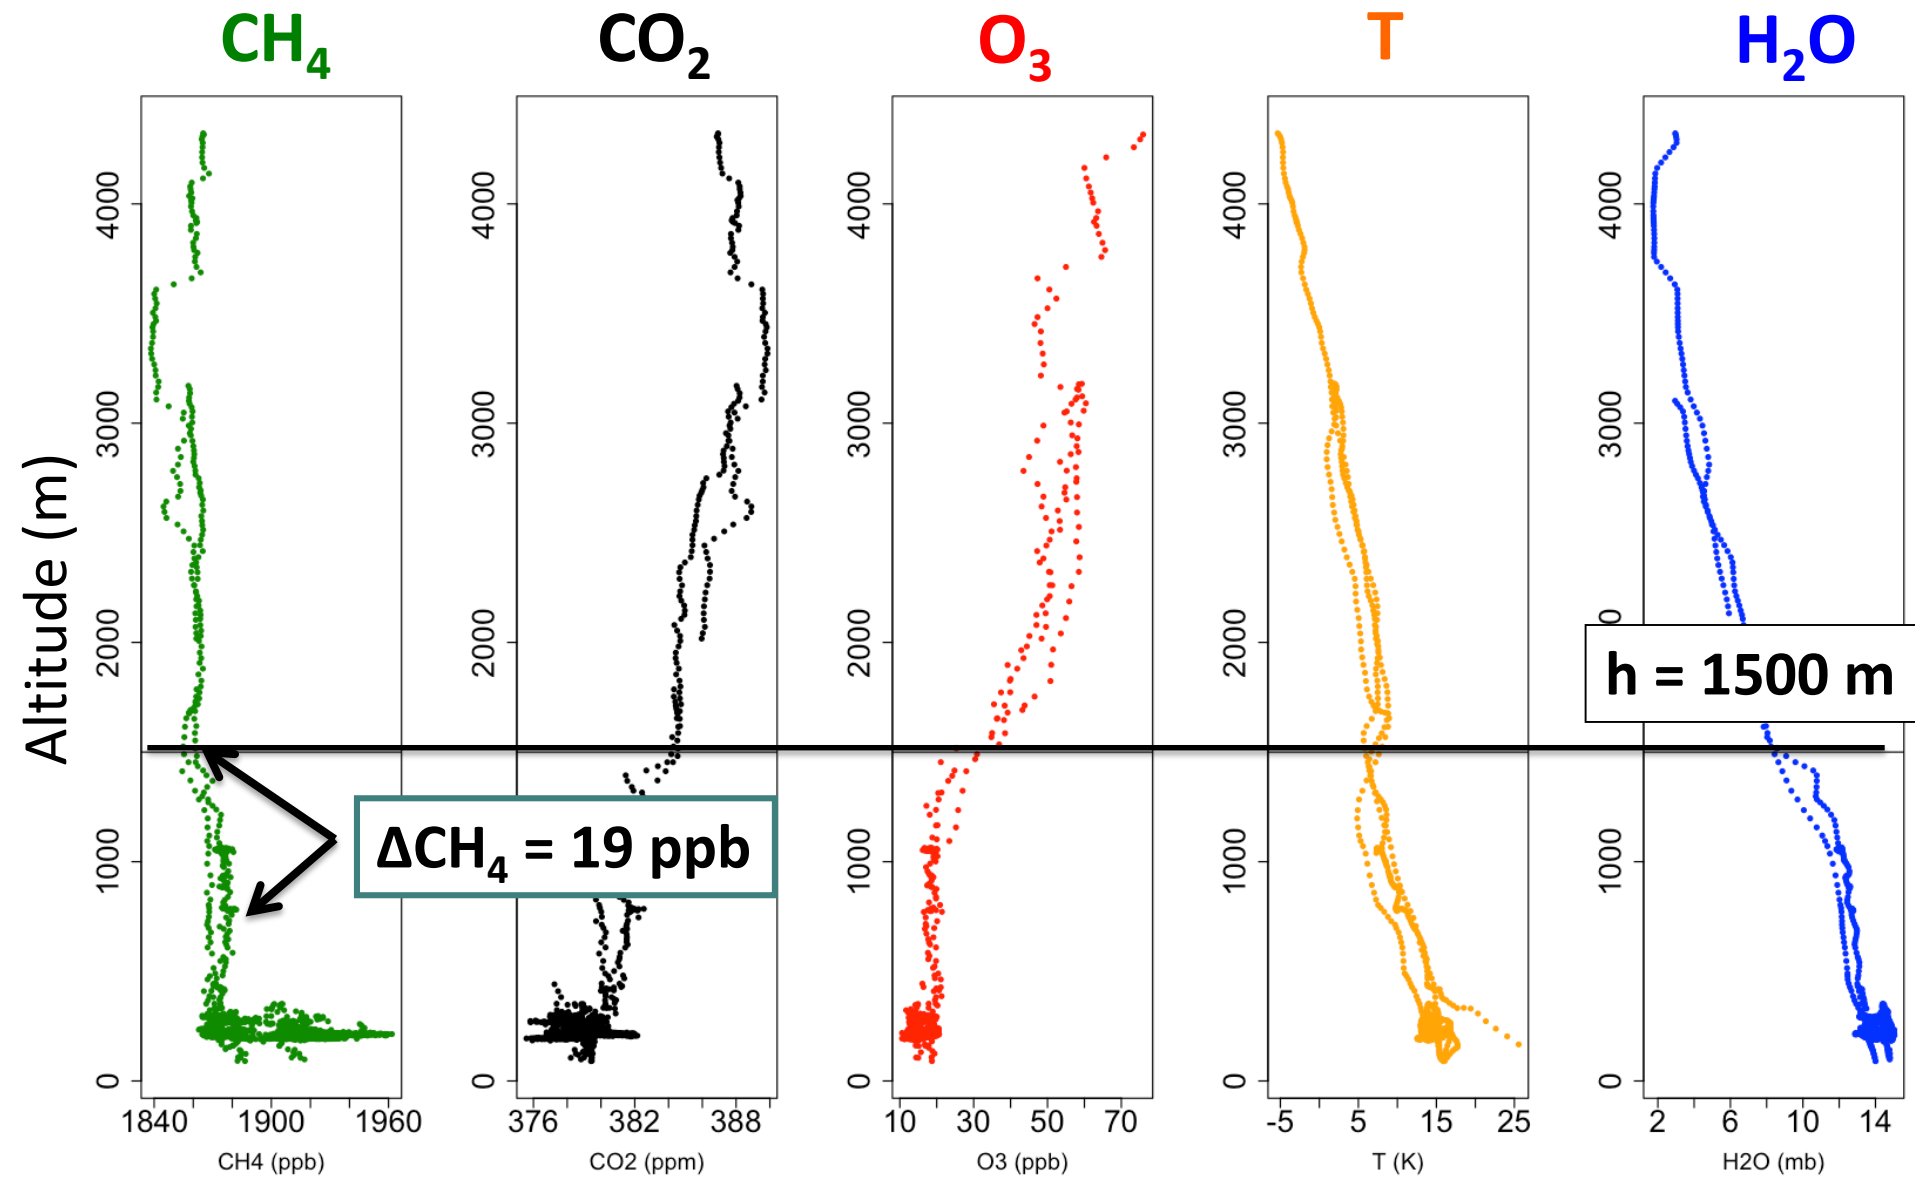 CH4 CO2 O3 T H2O
Altitude (m)
4000 4000 4000 4000 4000
3000 3000 3000 3000 3000
2000 2000 2000 2000 0
h = 1500 m
1000 1000 1000 1000
ΔCH4 = 19 ppb
0 0 0 0 0
1840 1900 1960 376 382 388 10 30 50 70 -5 5 15 25 2 6 10 14
CH4 (ppb) CO2 (ppm) O3 (ppb) T (K) H2O (mb)